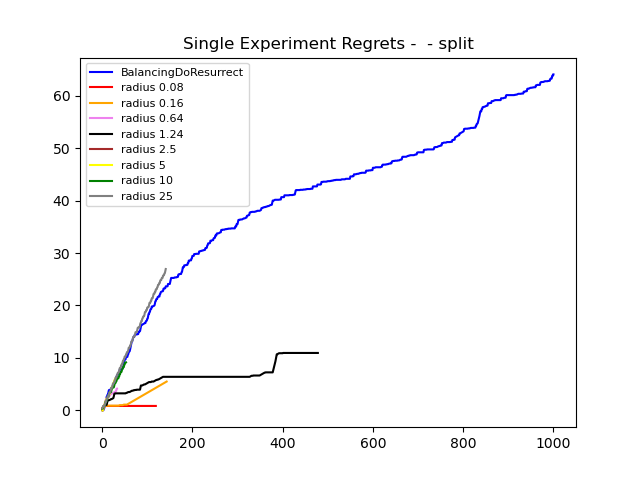 Single Experiment Regrets -  - split
BalancingDoResurrect
radius 0.08
radius 0.16
radius 0.64
radius 1.24
radius 2.5
radius 5
radius 10
radius 25
60
50
40
30
20
10
0
0 200 400 600 800 1000